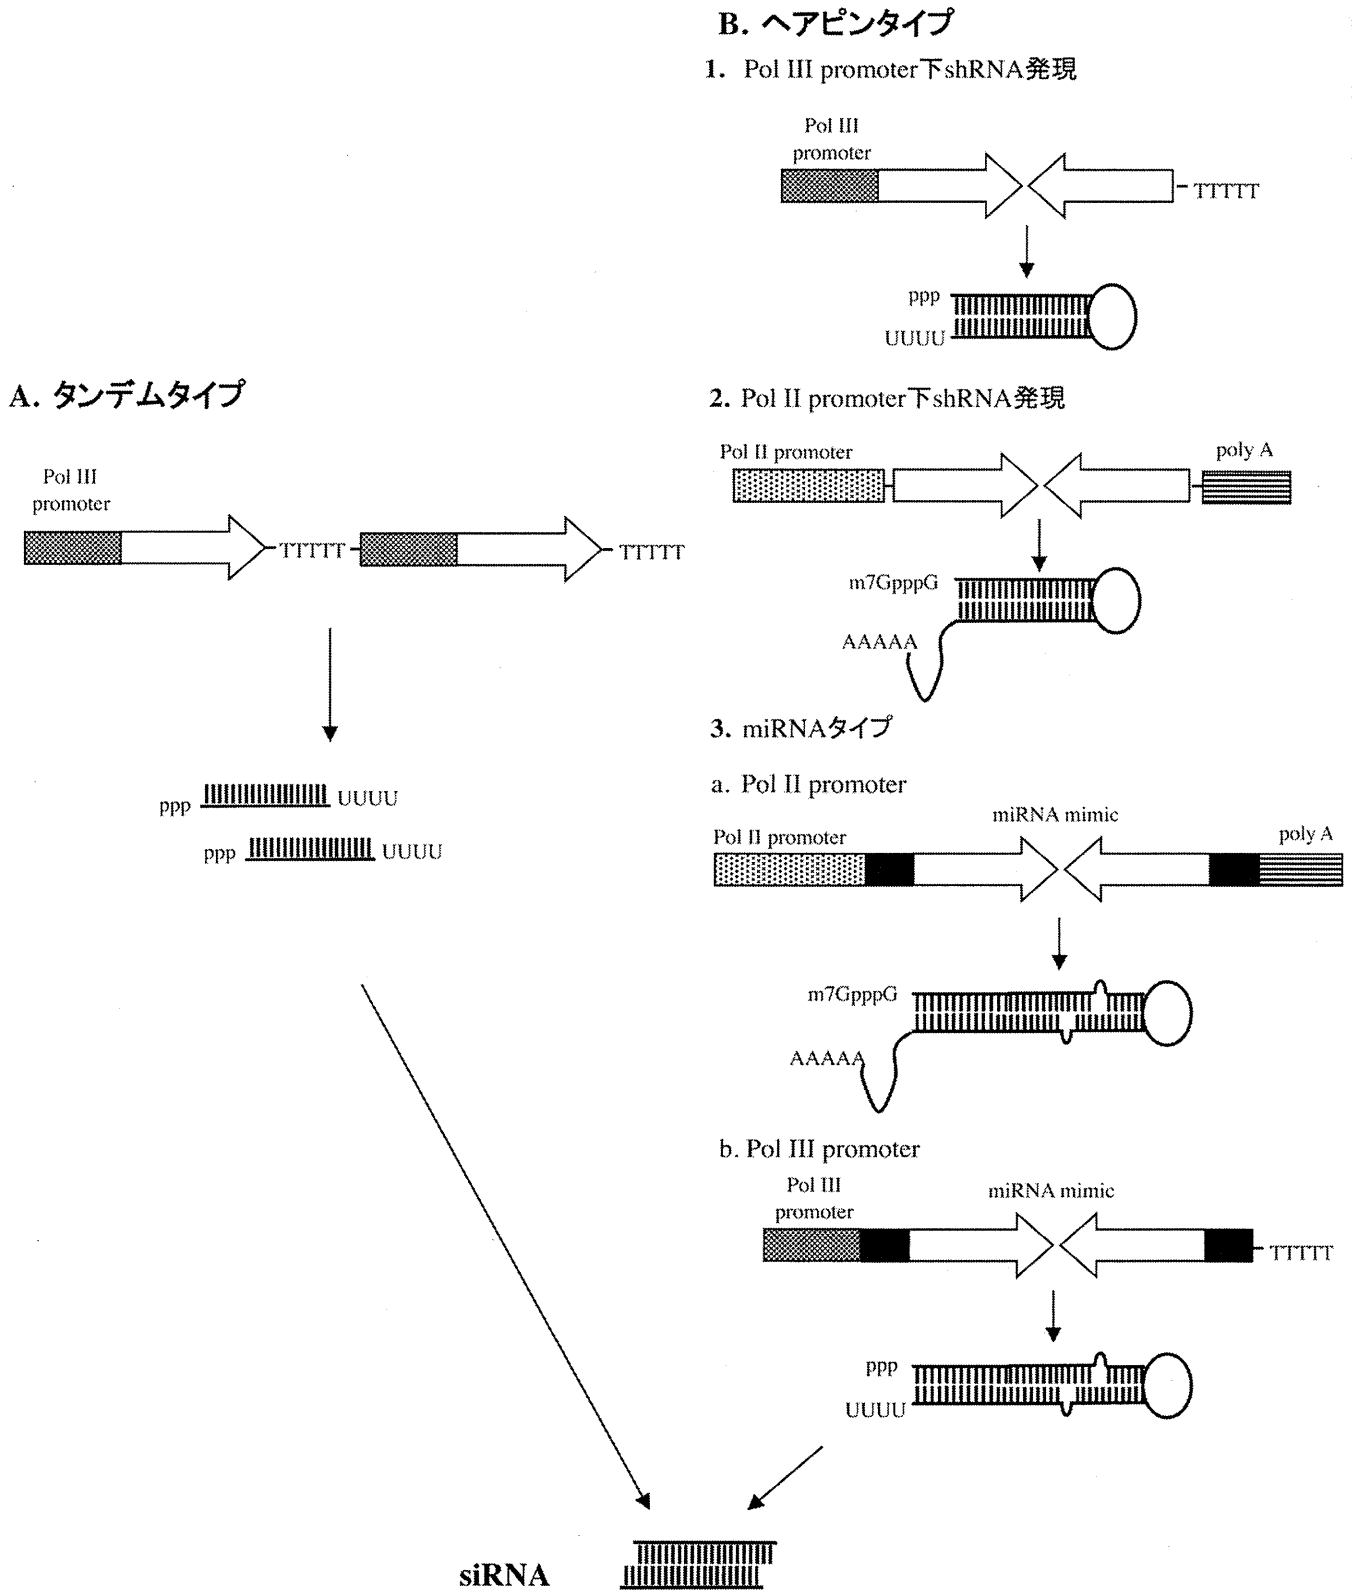 B. ヘアピンタイプ
1. Pol III promoter下shRNA発現
Pol III
promoter
TTTTT
ppp
UUUU
A. タンデムタイプ
Pol III
promoter
TTTTT
TTTTT
ppp
UUUU
ppp
UUUU
2. Pol II promoter下shRNA発現
Pol II promoter
poly A
m7GpppG
AAAAA
3. miRNAタイプ
a. Pol II promoter
miRNA mimic
Pol II promoter
poly A
m7GpppG
AAAAA
b. Pol III promoter
Pol III
promoter
miRNA mimic
TTTTT
ppp
UUUU
siRNA